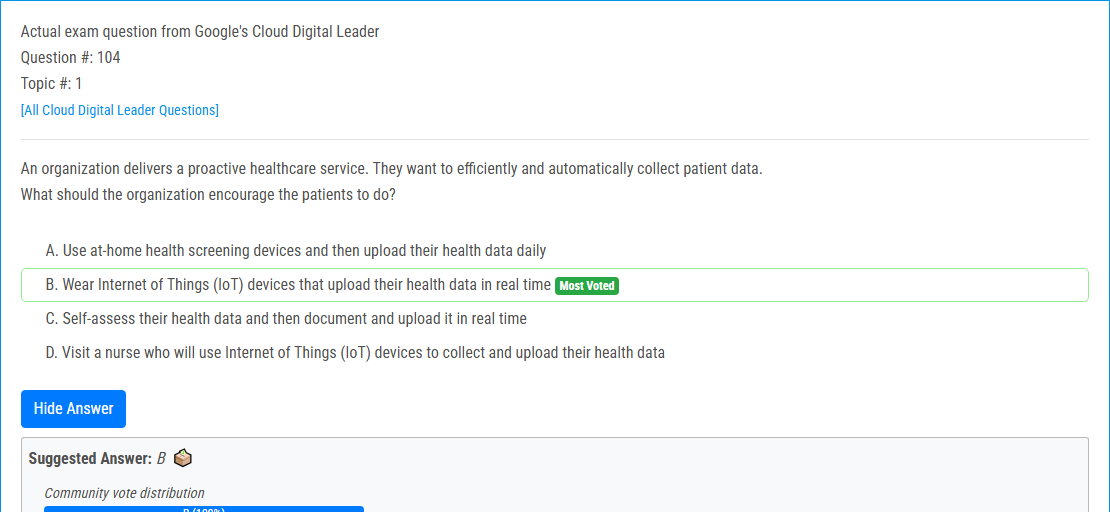 Actual exam question from Google's Cloud Digital Leader
Question #: 104
Topic #: 1
[All Cloud Digital Leader Questions]
An organization delivers a proactive healthcare service. They want to efficiently and automatically collect patient data.
What should the organization encourage the patients to do?
A. Use at-home health screening devices and then upload their health data daily
B. Wear Internet of Things (IoT) devices that upload their health data in real time Most Voted
C. Self-assess their health data and then document and upload it in real time
D. Visit a nurse who will use Internet of Things (IoT) devices to collect and upload their health data
Hide Answer
Suggested Answer: B
Community vote distribution
B (100%)